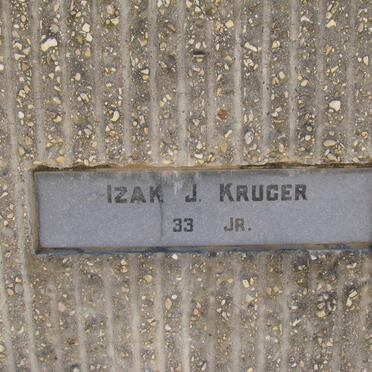 IZAK J. KRUGER
33 JR.